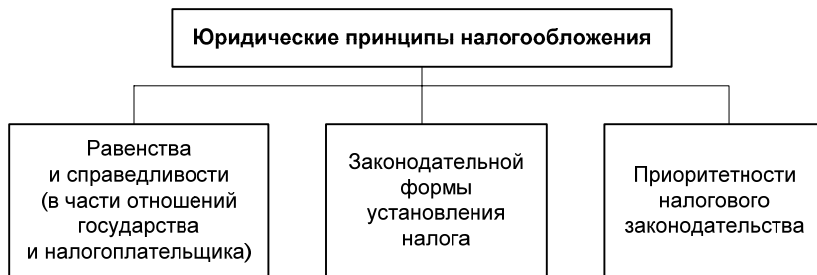 Юридические принципы налогообложения
Равенства
и справедливости
(в части отношений
государства
и налогоплательщика)
Законодательной
формы
установления
налога
Приоритетности
налогового
законодательства